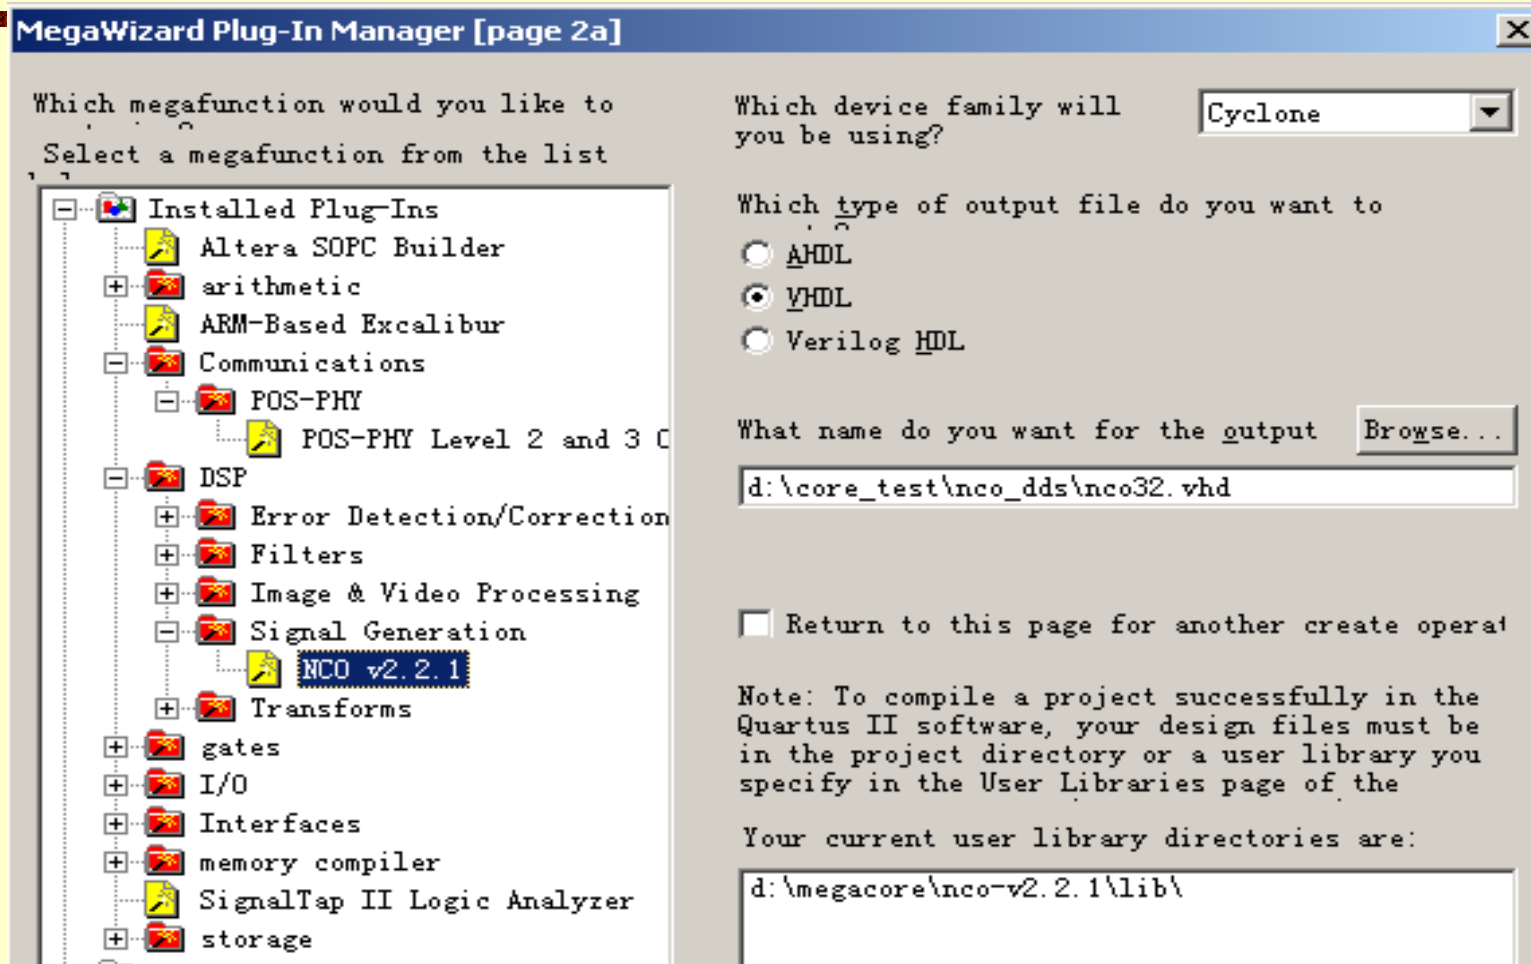 MegaWizard Plug-In Manager [page 2a]
Which megafunction would you like to
Select a megafunction from the list
Installed Plug-Ins
Altera SOPC Builder
arithmetic
ARM-Based Excalibur
Communications
POS-PHY
POS-PHY Level 2 and 3 C
DSP
Error Detection/Correction
Filters
Image & Video Processing
Signal Generation
NCO v2.2.1
Transforms
gates
I/O
Interfaces
memory compiler
SignalTap II Logic Analyzer
storage
Which device family will
you be using?
Cyclone
Which type of output file do you want to
AHDL
VHDL
Verilog HDL
What name do you want for the output
Browse...
d:\core_test\nco_dds\nco32.vhd
Return to this page for another create operat
Note: To compile a project successfully in the
Quartus II software, your design files must be
in the project directory or a user library you
specify in the User Libraries page of the
Your current user library directories are:
d:\megacore\nco-v2.2.1\lib\